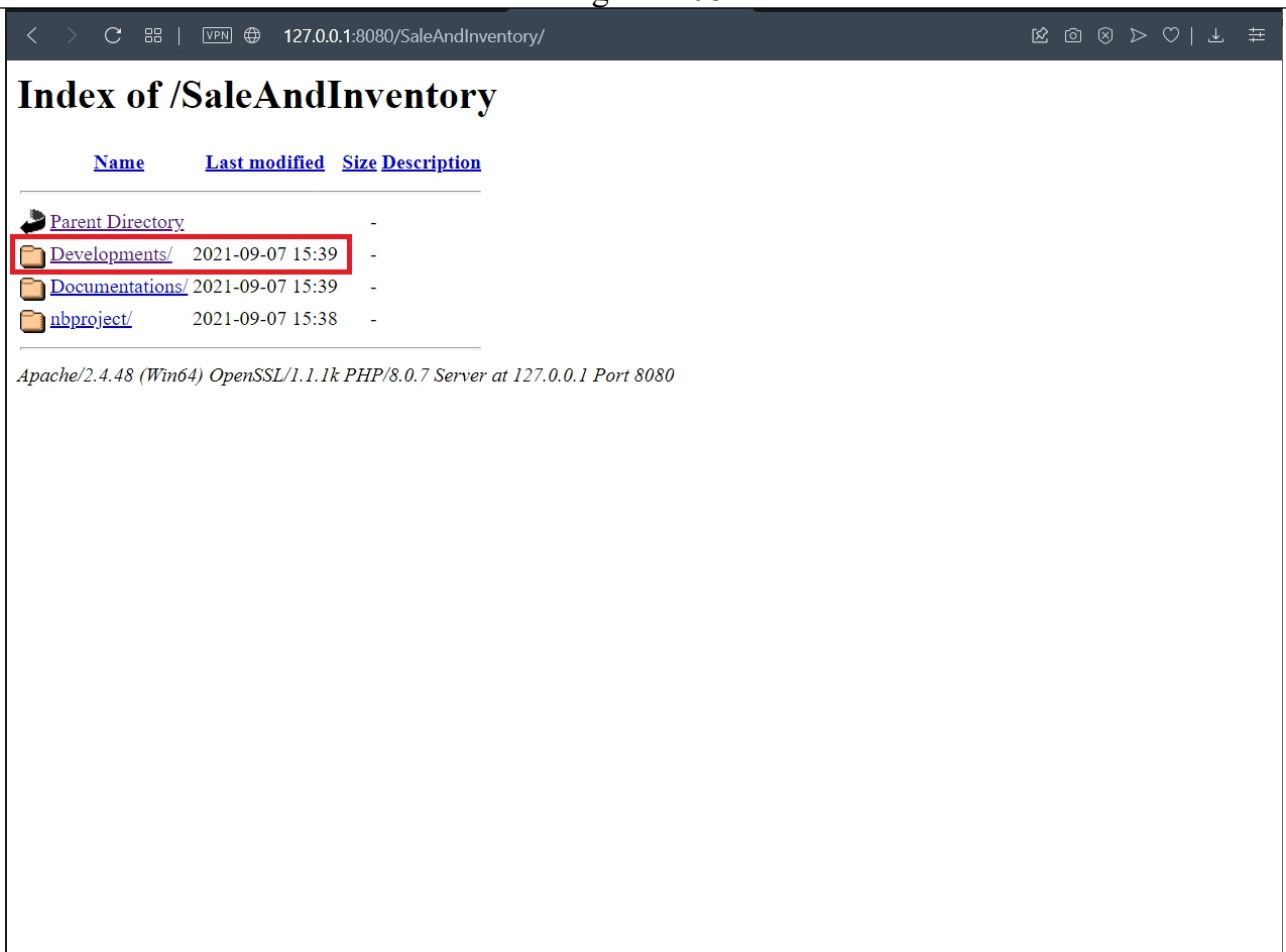 VPN 127.0.0.1:8080/SaleAndInventory/
Index of /SaleAndInventory
Name Last modified Size Description
Parent Directory -
Developments/ 2021-09-07 15:39 -
Documentations/ 2021-09-07 15:39 -
nbproject/ 2021-09-07 15:38 -
Apache/2.4.48 (Win64) OpenSSL/1.1.1k PHP/8.0.7 Server at 127.0.0.1 Port 8080